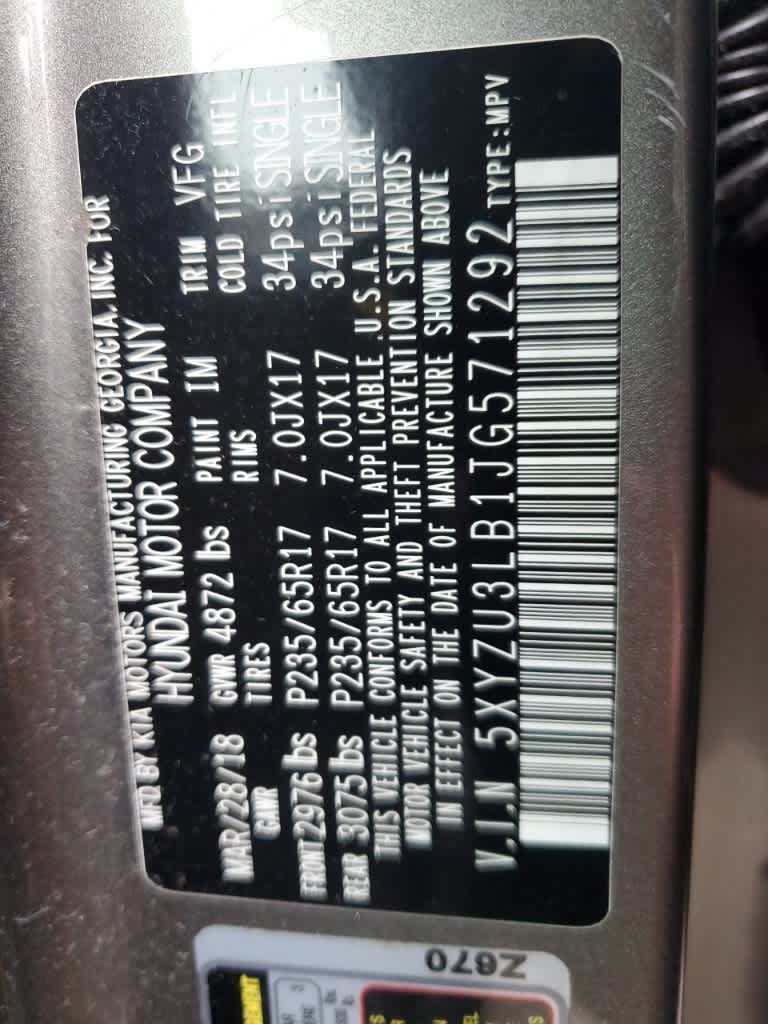 MFD BY KIA MOTORS MANUFACTURING GEORGIA, INC. FOR
HYUNDAI MOTOR COMPANY
MAR/28/18 GVWR 4872 lbs PAINT IM TRIM VFG
GAWR TIRES RIMS COLD TIRE INFL
FRONT 2976 lbs P235/65R17 7.0JX17 34psi SINGLE
REAR 3075 lbs P235/65R17 7.0JX17 34psi SINGLE
THIS VEHICLE CONFORMS TO ALL APPLICABLE U.S.A. FEDERAL
MOTOR VEHICLE SAFETY AND THEFT PREVENTION STANDARDS
IN EFFECT ON THE DATE OF MANUFACTURE SHOWN ABOVE
V.I.N 5XYZU3LB1JG571292 TYPE:MPV
Z670